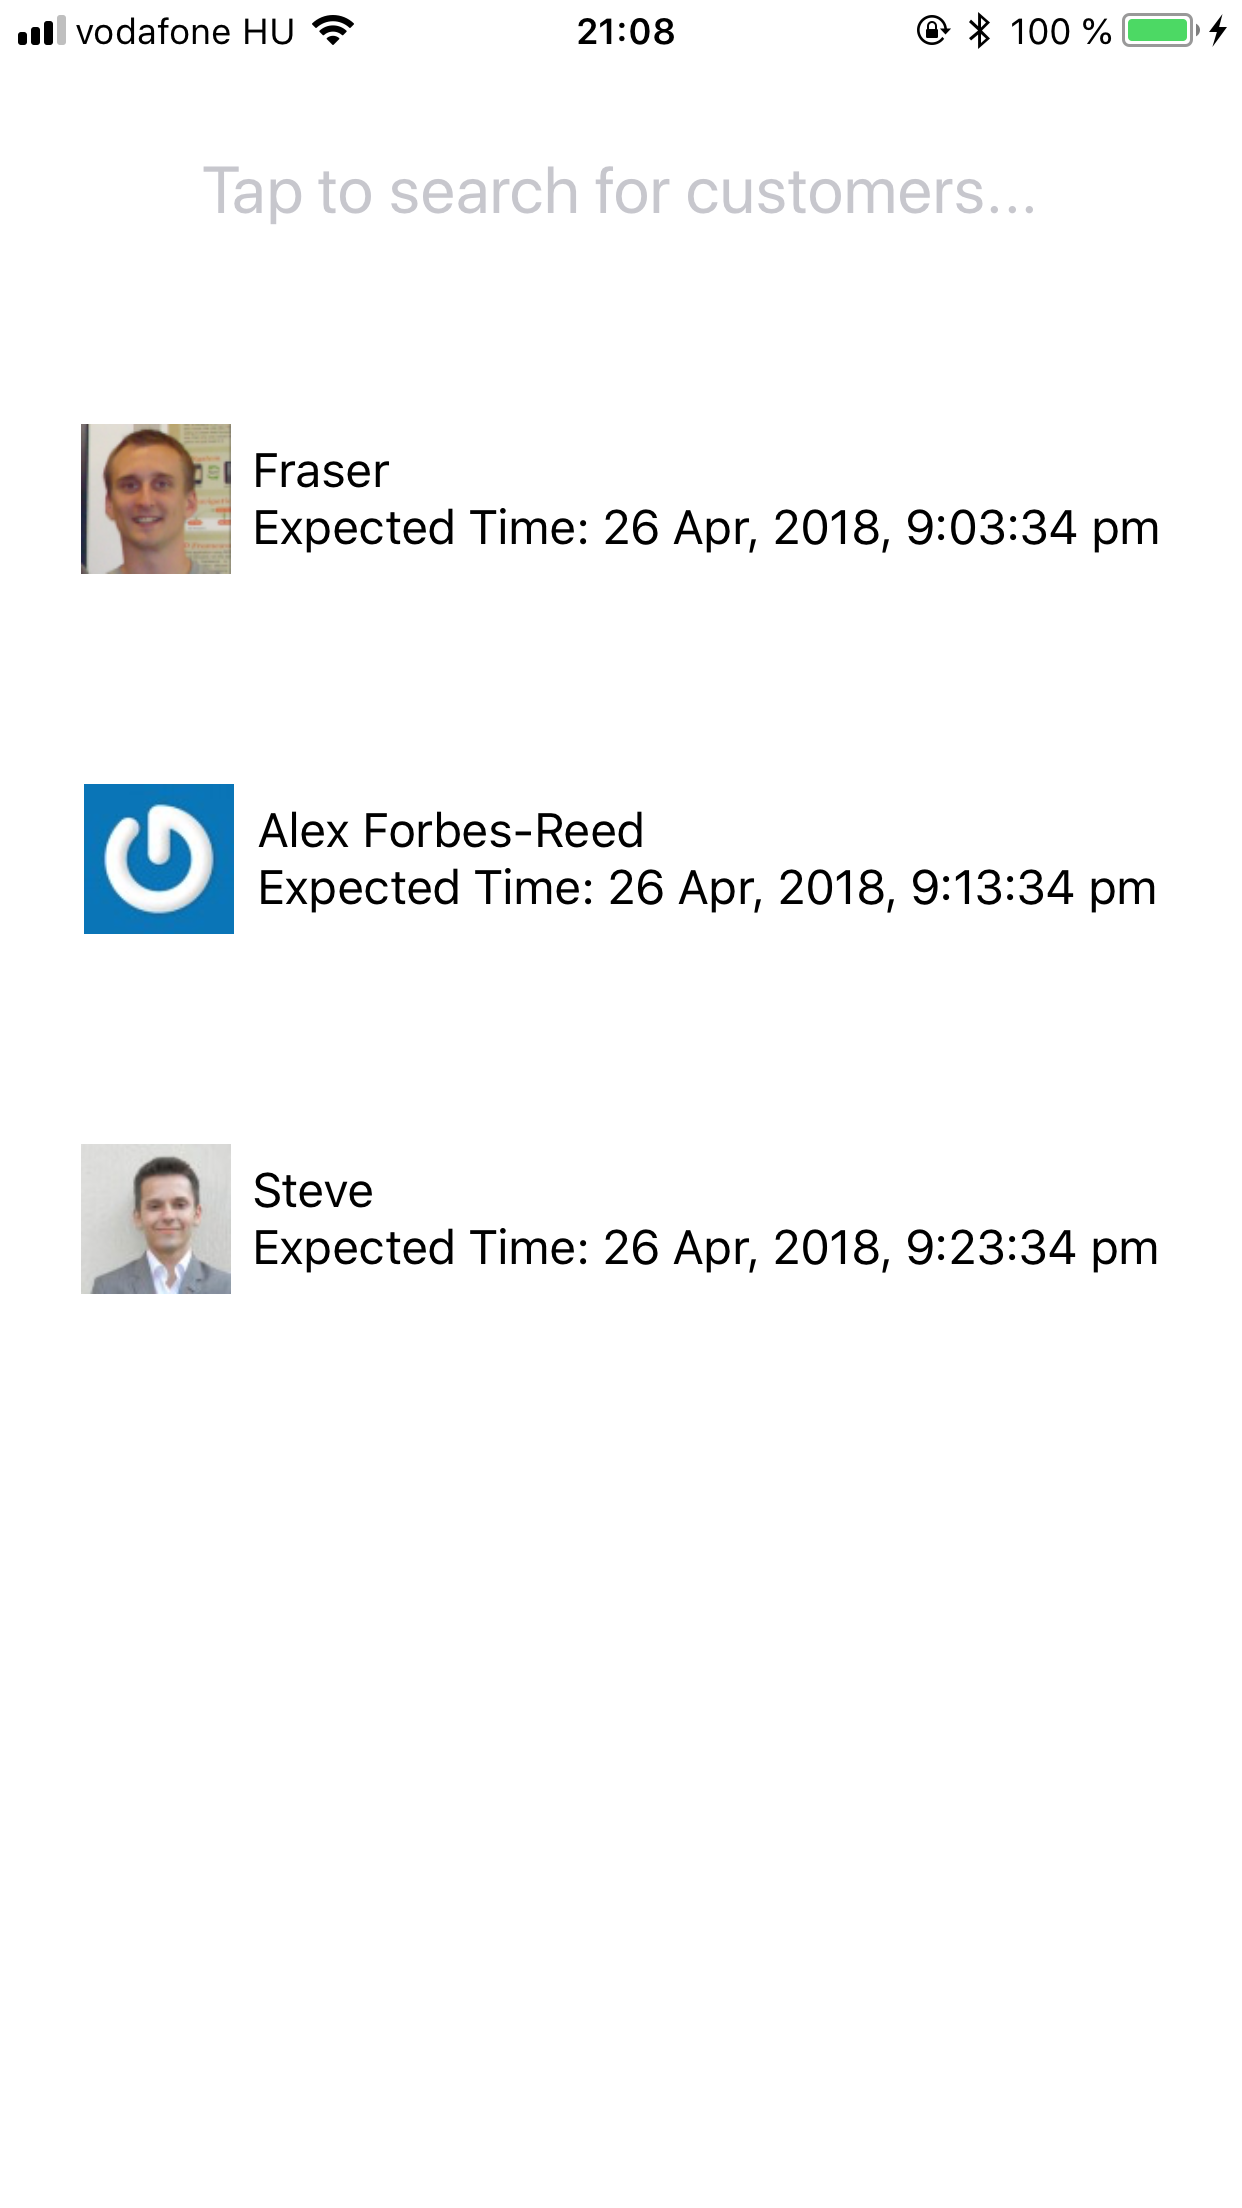 vodafone HU 21:08 100 %
Tap to search for customers...
Fraser
Expected Time: 26 Apr, 2018, 9:03:34 pm
Alex Forbes-Reed
Expected Time: 26 Apr, 2018, 9:13:34 pm
Steve
Expected Time: 26 Apr, 2018, 9:23:34 pm